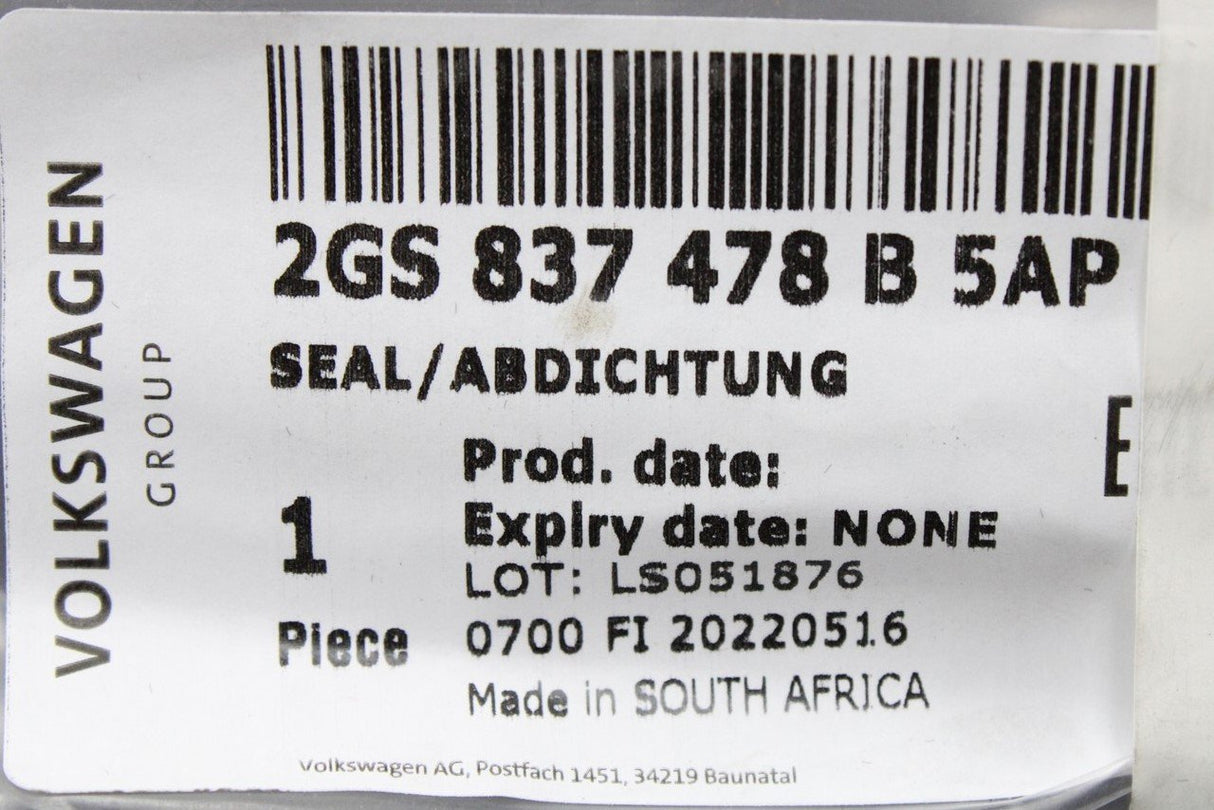 VOLKSWAGEN
GROUP
2GS 837 478 B 5AP
SEAL/ABDICHTUNG
Prod. date:
1
Expiry date: NONE
LOT: LS051876
Piece
0700 FI 20220516
Made in SOUTH AFRICA
Volkswagen AG, Postfach 1451, 34219 Baunatal